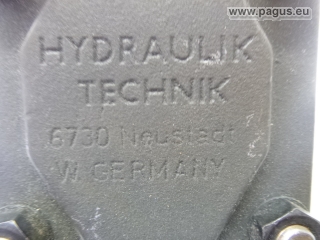 www.pagus.eu
HYDRAULIK
TECHNIK
6730 Neustadt
W. GERMANY